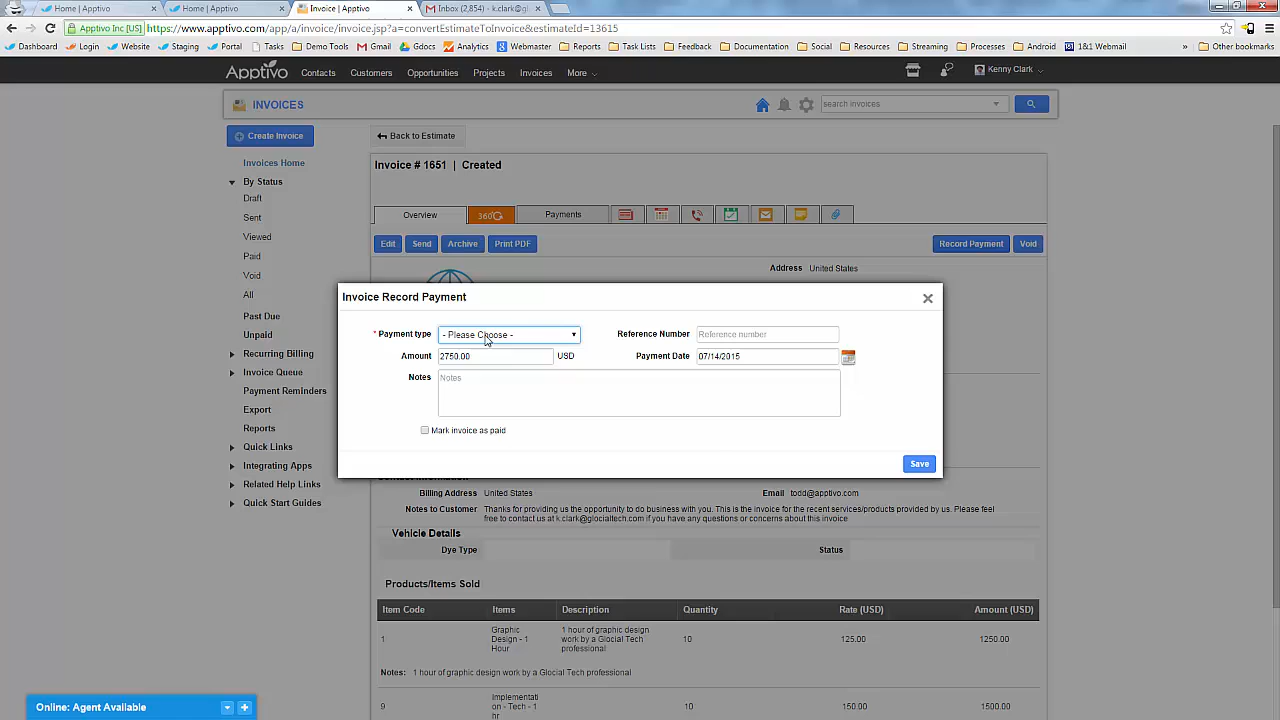 Home | Apptivo
Home | Apptivo
Invoice | Apptivo
Inbox (2,854) - k.clark@gl
Apptivo Inc [US]
https://www.apptivo.com/app/a/invoice/invoice.jsp?a=convertEstimateToInvoice&estimateId=13615
Dashboard Login Website Staging Portal Tasks Demo Tools Gmail Gdocs Analytics Webmaster Reports Task Lists Feedback Documentation Social Resources Streaming Processes Android 1&1 Webmail » Other bookmarks
Apptivo Contacts Customers Opportunities Projects Invoices More Kenny Clark
INVOICES search invoices
Create Invoice Back to Estimate
Invoices Home
By Status
Draft
Sent
Viewed
Paid
Void
All
Past Due
Unpaid
Recurring Billing
Invoice Queue
Payment Reminders
Export
Reports
Quick Links
Integrating Apps
Related Help Links
Quick Start Guides
Invoice # 1651 | Created
Overview 360 Payments
Edit Send Archive Print PDF Record Payment Void
Address United States
Invoice Record Payment
* Payment type - Please Choose - Reference Number Reference number
Amount 2750.00 USD Payment Date 07/14/2015
Notes Notes
Mark invoice as paid
Save
Billing Address United States Email todd@apptivo.com
Notes to Customer Thanks for providing us the opportunity to do business with you. This is the invoice for the recent services/products provided by us. Please feel
free to contact us at k.clark@glocialtech.com if you have any questions or concerns about this invoice
Vehicle Details
Dye Type Status
Products/Items Sold
Item Code Items Description Quantity Rate (USD) Amount (USD)
1 Graphic Design - 1 Hour 1 hour of graphic design work by a Glocial Tech professional 10 125.00 1250.00
Notes: 1 hour of graphic design work by a Glocial Tech professional
9 Implementati on - Tech - 1 hr 10 150.00 1500.00
Online: Agent Available